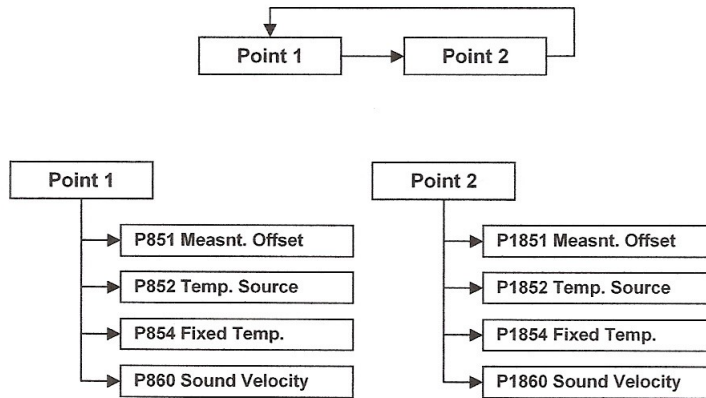 Point 1
Point 2
Point 1
P851 Measnt. Offset
P852 Temp. Source
P854 Fixed Temp.
P860 Sound Velocity
Point 2
P1851 Measnt. Offset
P1852 Temp. Source
P1854 Fixed Temp.
P1860 Sound Velocity